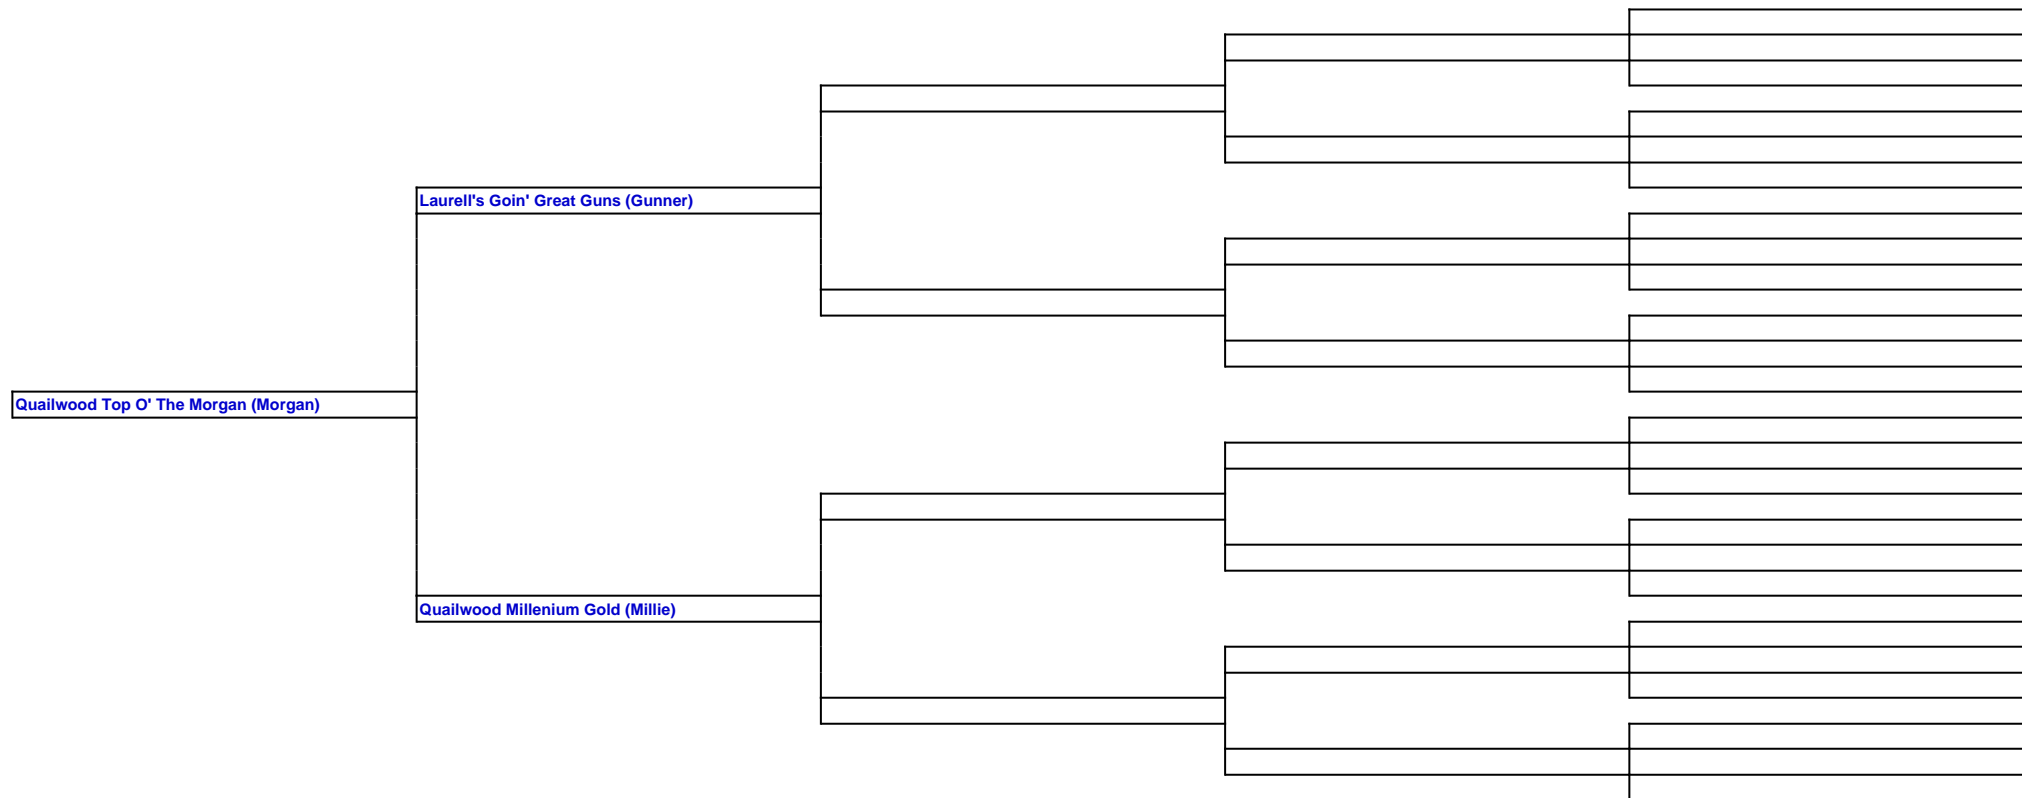 Laurell's Goin' Great Guns (Gunner)
Quailwood Top O' The Morgan (Morgan)
Quailwood Millenium Gold (Millie)